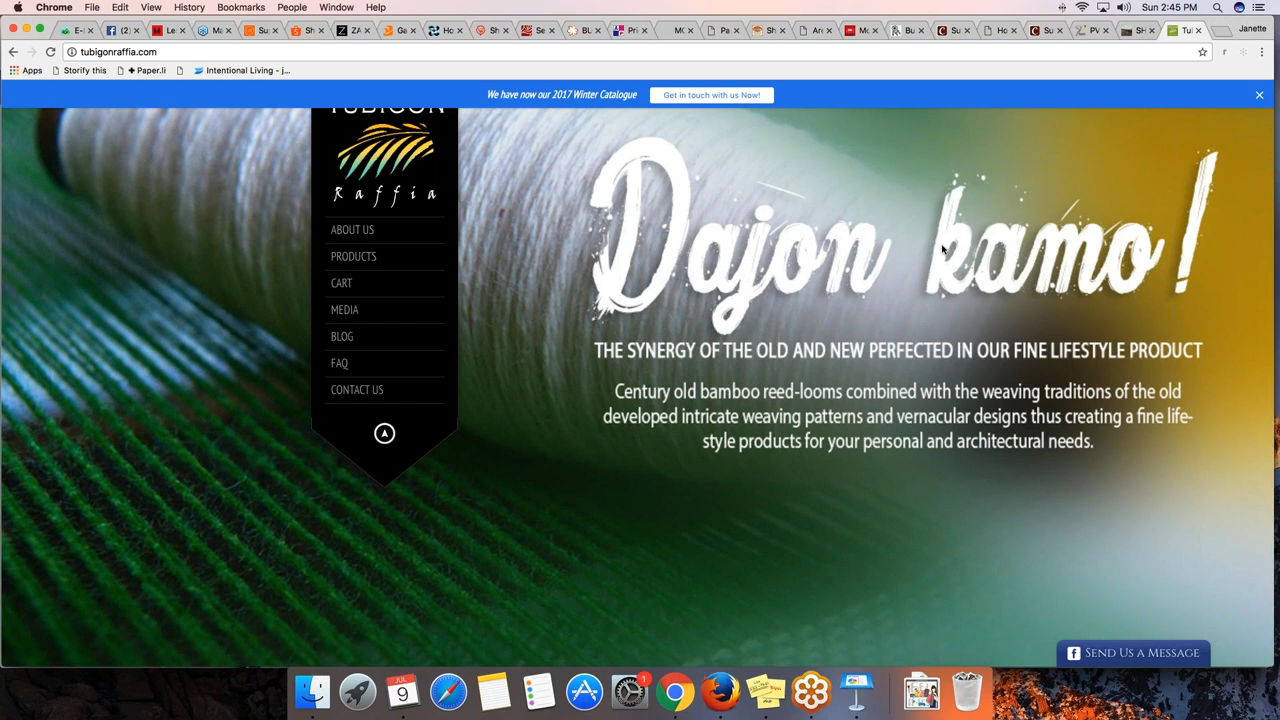 Chrome File Edit View History Bookmarks People Window Help Sun 2:45 PM
(2)
Janette
tubigonraffia.com
Apps Storify this Paper.li Intentional Living - j...
We have now our 2017 Winter Catalogue Get in touch with us Now!
TUBIGON
Raffia
ABOUT US
PRODUCTS
CART
MEDIA
BLOG
FAQ
CONTACT US
Dajon kamo!
THE SYNERGY OF THE OLD AND NEW PERFECTED IN OUR FINE LIFESTYLE PRODUCT
Century old bamboo reed-looms combined with the weaving traditions of the old
developed intricate weaving patterns and vernacular designs thus creating a fine life-
style products for your personal and architectural needs.
SEND US A MESSAGE
9
1